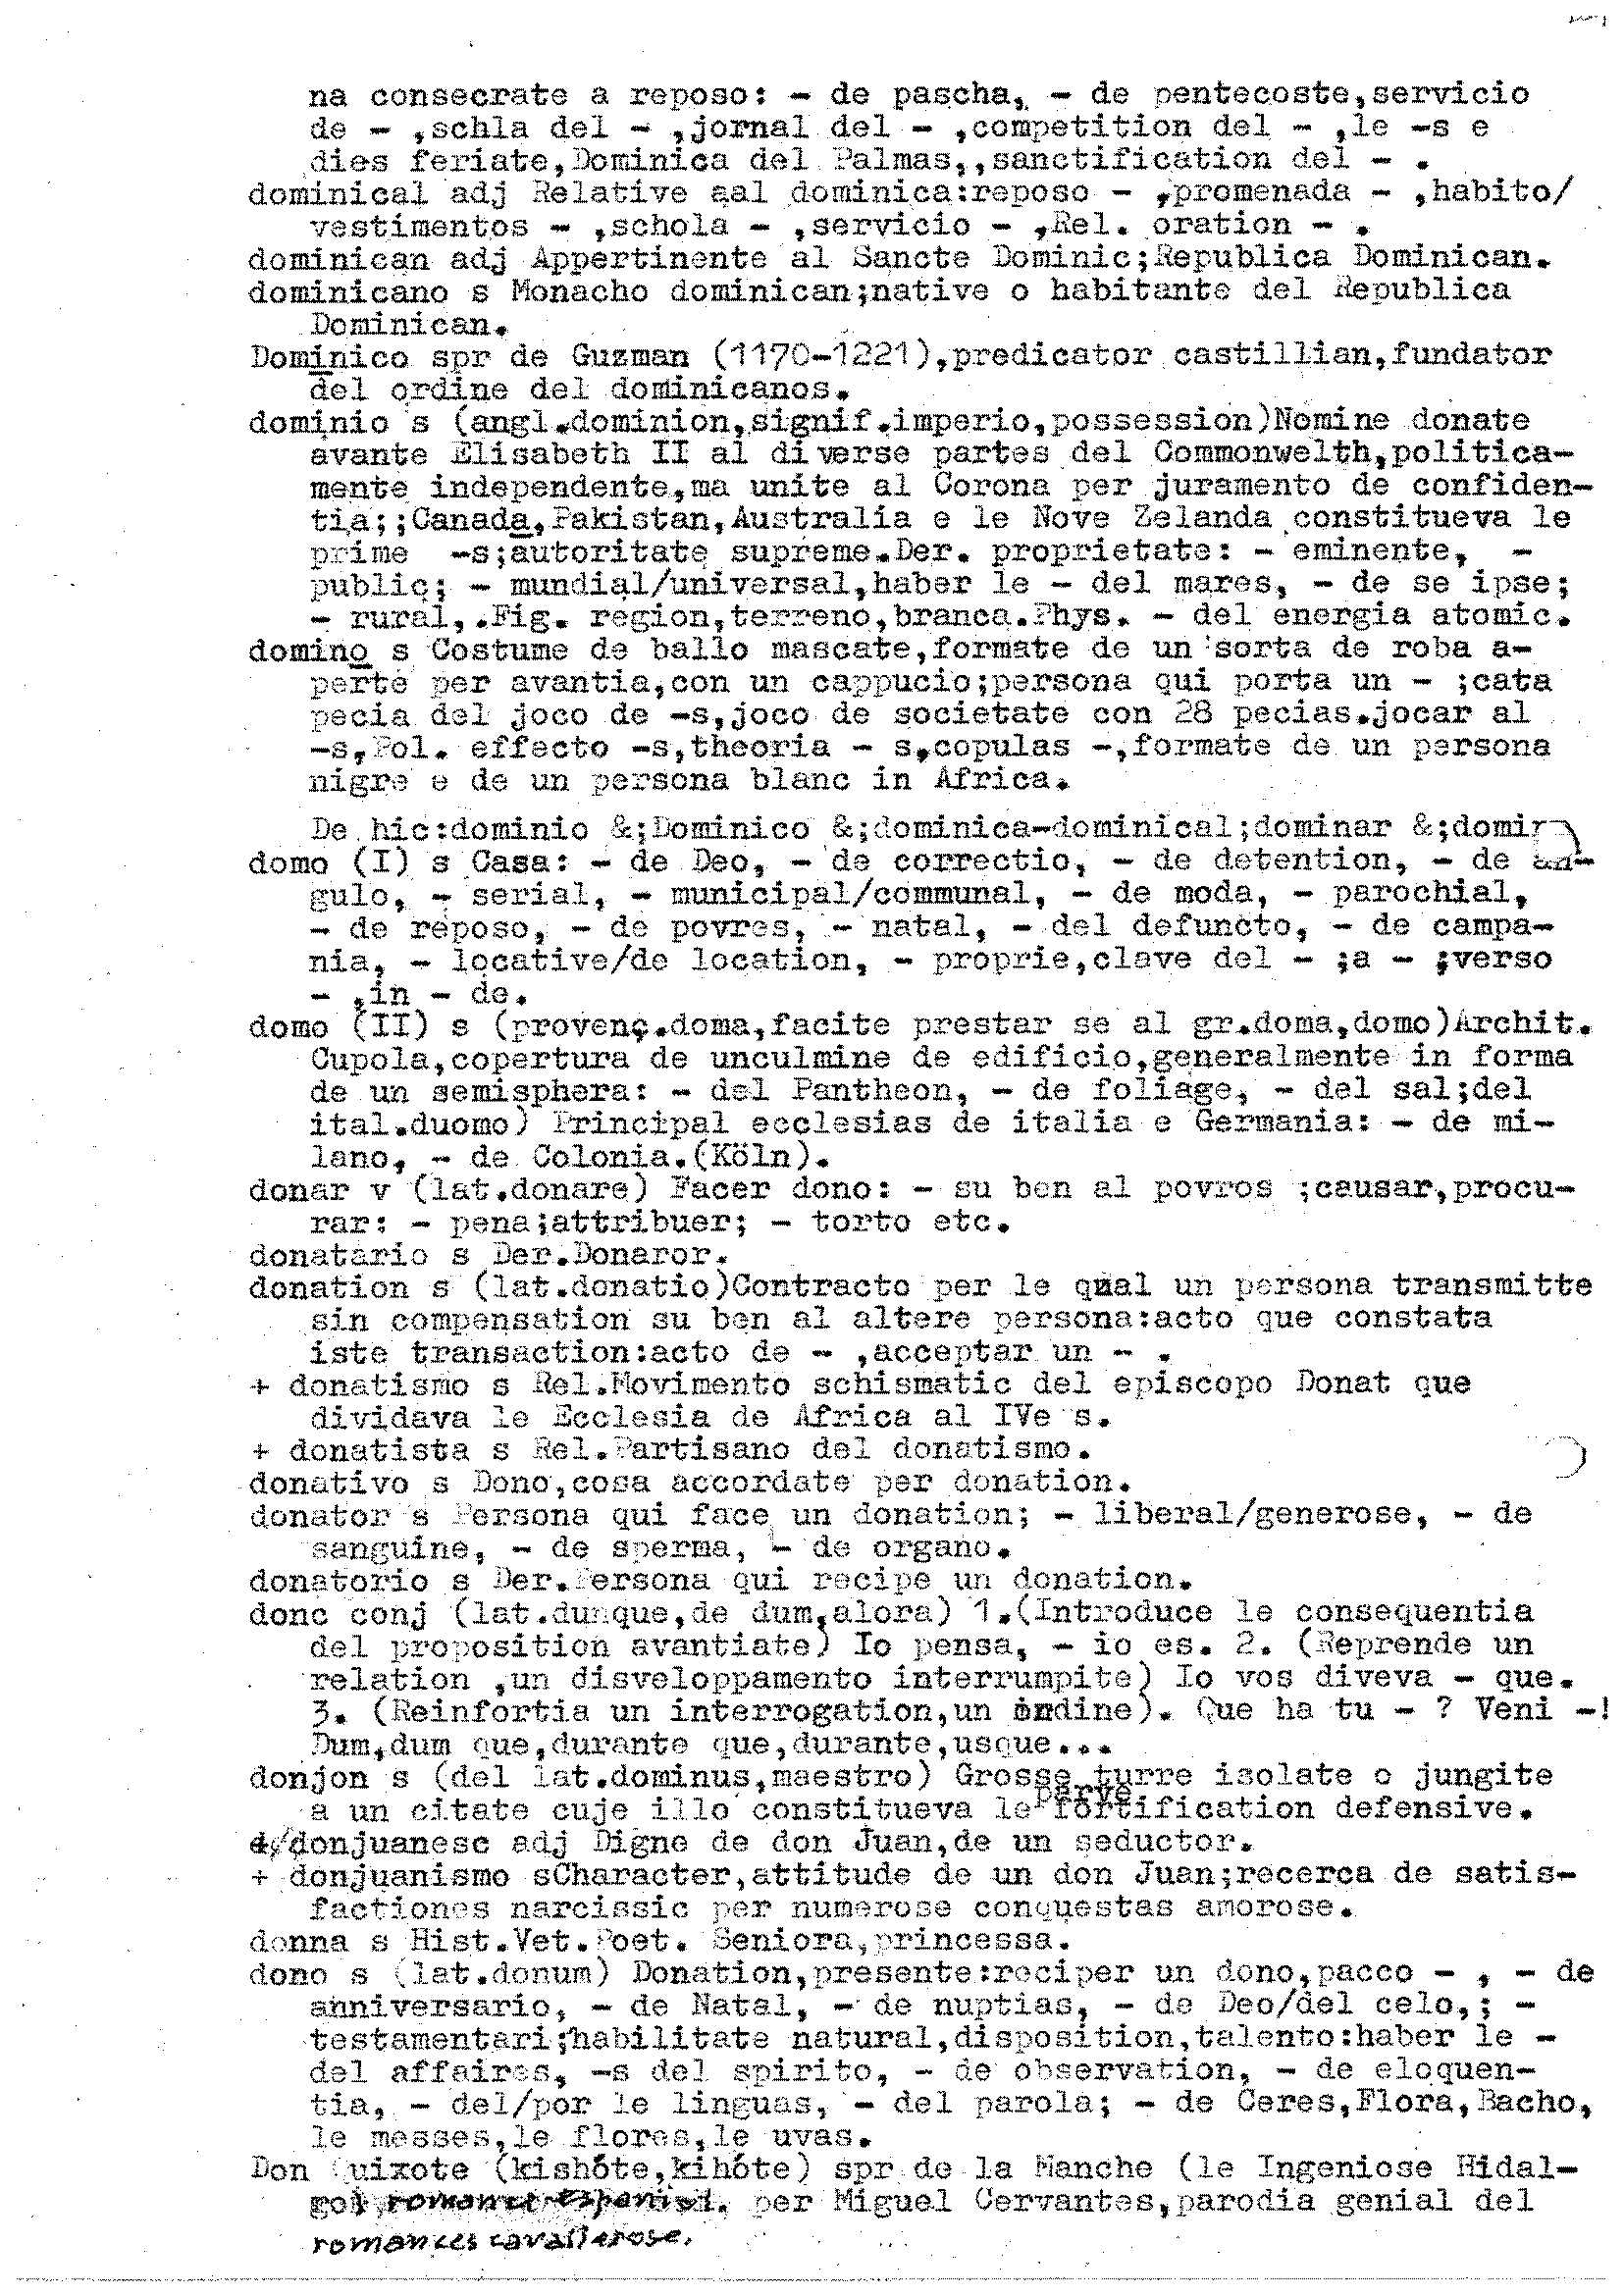 na consecrate a reposo: - de pascha, - de pentecoste,servicio
de - ,schla del - ,jornal del - ,competition del - ,le -s e
dies feriate,Dominica del Palmas,,sanctification del - .
dominical adj Relative aal dominica:reposo - ,promenada - ,habito/
vestimentos - ,schola - ,servicio - ,Rel. oration - .
dominican adj Appertinente al Sancte Dominic;Republica Dominican.
dominicano s Monacho dominican;native o habitante del Republica
Dominican.
Dominico spr de Guzman (1170-1221),predicator castillian,fundator
del ordine del dominicanos.
dominio s (angl.dominion,signif.imperio,possession)Nomine donate
avante Elisabeth II al diverse partes del Commonwelth,politica-
mente independente,ma unite al Corona per juramento de confiden-
tia;;Canada,Pakistan,Australia e le Nove Zelanda constitueva le
prime -s;autoritate supreme.Der. proprietate: - eminente, -
public; - mundial/universal,haber le - del mares, - de se ipse;
- rural,.Fig. region,terreno,branca.Phys. - del energia atomic.
domino s Costume de ballo mascate,formate de un sorta de roba a-
perte per avantia,con un cappucio;persona qui porta un - ;cata
pecia del joco de -s,joco de societate con 28 pecias.jocar al
-s,Pol. effecto -s,theoria - s,copulas -,formate de un persona
nigre e de un persona blanc in Africa.
De hic:dominio &;Dominico &;dominica-dominical;dominar &;domin
domo (I) s Casa: - de Deo, - de correctio, - de detention, - de an-
gulo, - serial, - municipal/communal, - de moda, - parochial,
- de reposo, - de povres, - natal, - del defuncto, - de campa-
nia, - locative/de location, - proprie,clave del - ;a - ;verso
- ,in - de.
domo (II) s (provenç.doma,facite prestar se al gr.doma,domo)Archit.
Cupola,copertura de unculmine de edificio,generalmente in forma
de un semisphera: - del Pantheon, - de foliage, - del sal;del
ital.duomo) Principal ecclesias de italia e Germania: - de mi-
lano, - de Colonia.(Köln).
donar v (lat.donare) Facer dono: - su ben al povros ;causar,procu-
rar: - pena;attribuer; - torto etc.
donatario s Der.Donaror.
donation s (lat.donatio)Contracto per le qual un persona transmitte
sin compensation su ben al altere persona:acto que constata
iste transaction:acto de - ,acceptar un - .
+ donatismo s Rel.Movimento schismatic del episcopo Donat que
dividava le Ecclesia de Africa al IVe s.
+ donatista s Rel.Partisano del donatismo.
donativo s Dono,cosa accordate per donation.
donator s Persona qui face un donation; - liberal/generose, - de
sanguine, - de sperma, - de organo.
donatorio s Der.Persona qui recipe un donation.
donc conj (lat.dunque,de dum,alora) 1.(Introduce le consequentia
del proposition avantiate) Io pensa, - io es. 2. (Reprende un
relation ,un disveloppamento interrumpite) Io vos diveva - que.
3. (Reinfortia un interrogation,un ordine). Que ha tu - ? Veni -!
Dum,dum que,durante que,durante,usque...
donjon s (del lat.dominus,maestro) Grosse turre isolate o jungite
parve
a un citate cuje illo constitueva le fortification defensive.
donjuanesc adj Digne de don Juan,de un seductor.
+ donjuanismo sCharacter,attitude de un don Juan;recerca de satis-
factiones narcissic per numerose conquestas amorose.
donna s Hist.Vet.Poet. Seniora,princessa.
dono s (lat.donum) Donation,presente:reciper un dono,pacco - , - de
anniversario, - de Natal, - de nuptias, - de Deo/del celo,; -
testamentari;habilitate natural,disposition,talento:haber le -
del affaires, -s del spirito, - de observation, - de eloquen-
tia, - del/por le linguas, - del parola; - de Ceres,Flora,Bacho,
le messes,le flores,le uvas.
Don Quixote (kishóte,kihóte) spr de la Manche (le Ingeniose Hidal-
go) romance espaniol. per Miguel Cervantes,parodia genial del
romances cavallerose.